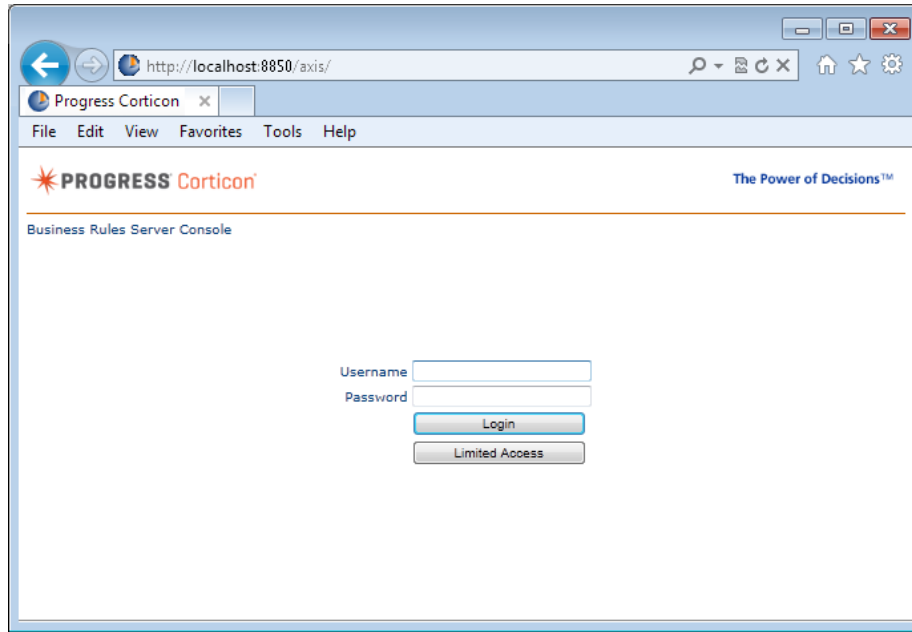 http://localhost:8850/axis/
Progress Corticon
File Edit View Favorites Tools Help
PROGRESS Corticon
The Power of Decisions™
Business Rules Server Console
Username
Password
Login
Limited Access